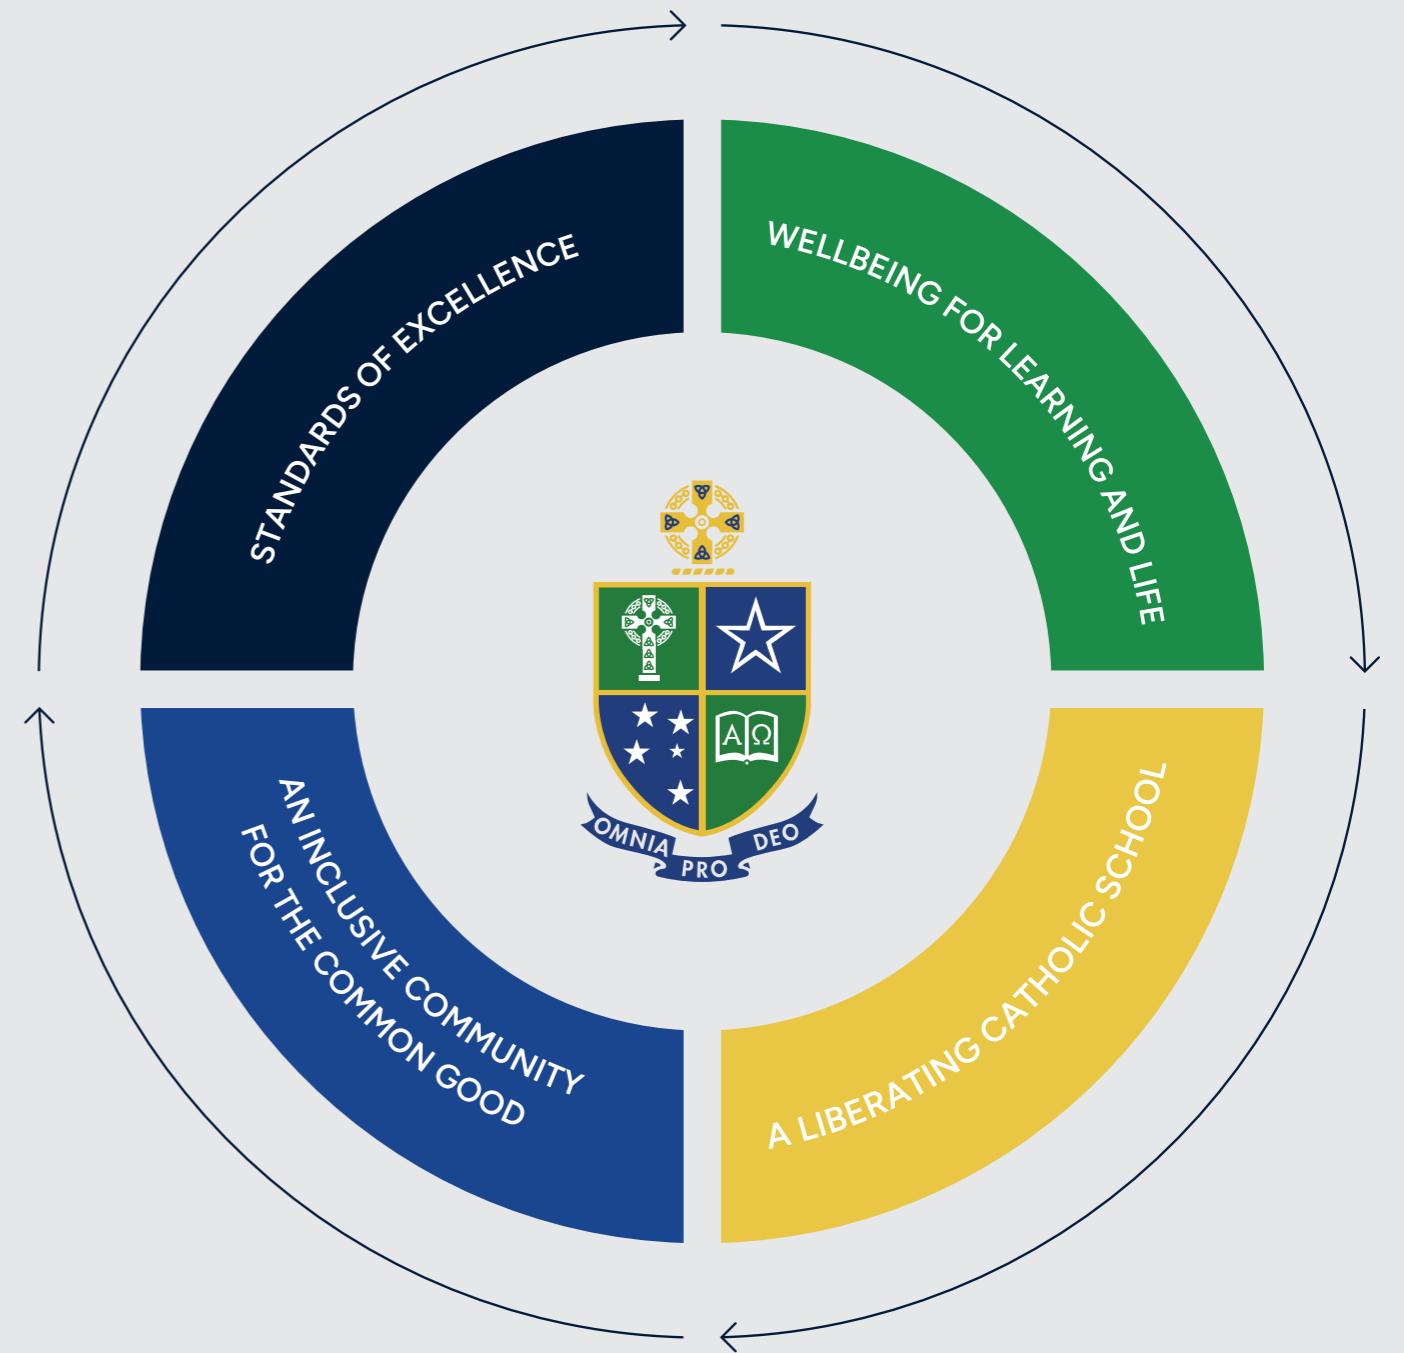 STANDARDS OF EXCELLENCE
WELLBEING FOR LEARNING AND LIFE
Α Ω
OMNIA PRO DEO
AN INCLUSIVE COMMUNITY
FOR THE COMMON GOOD
A LIBERATING CATHOLIC SCHOOL